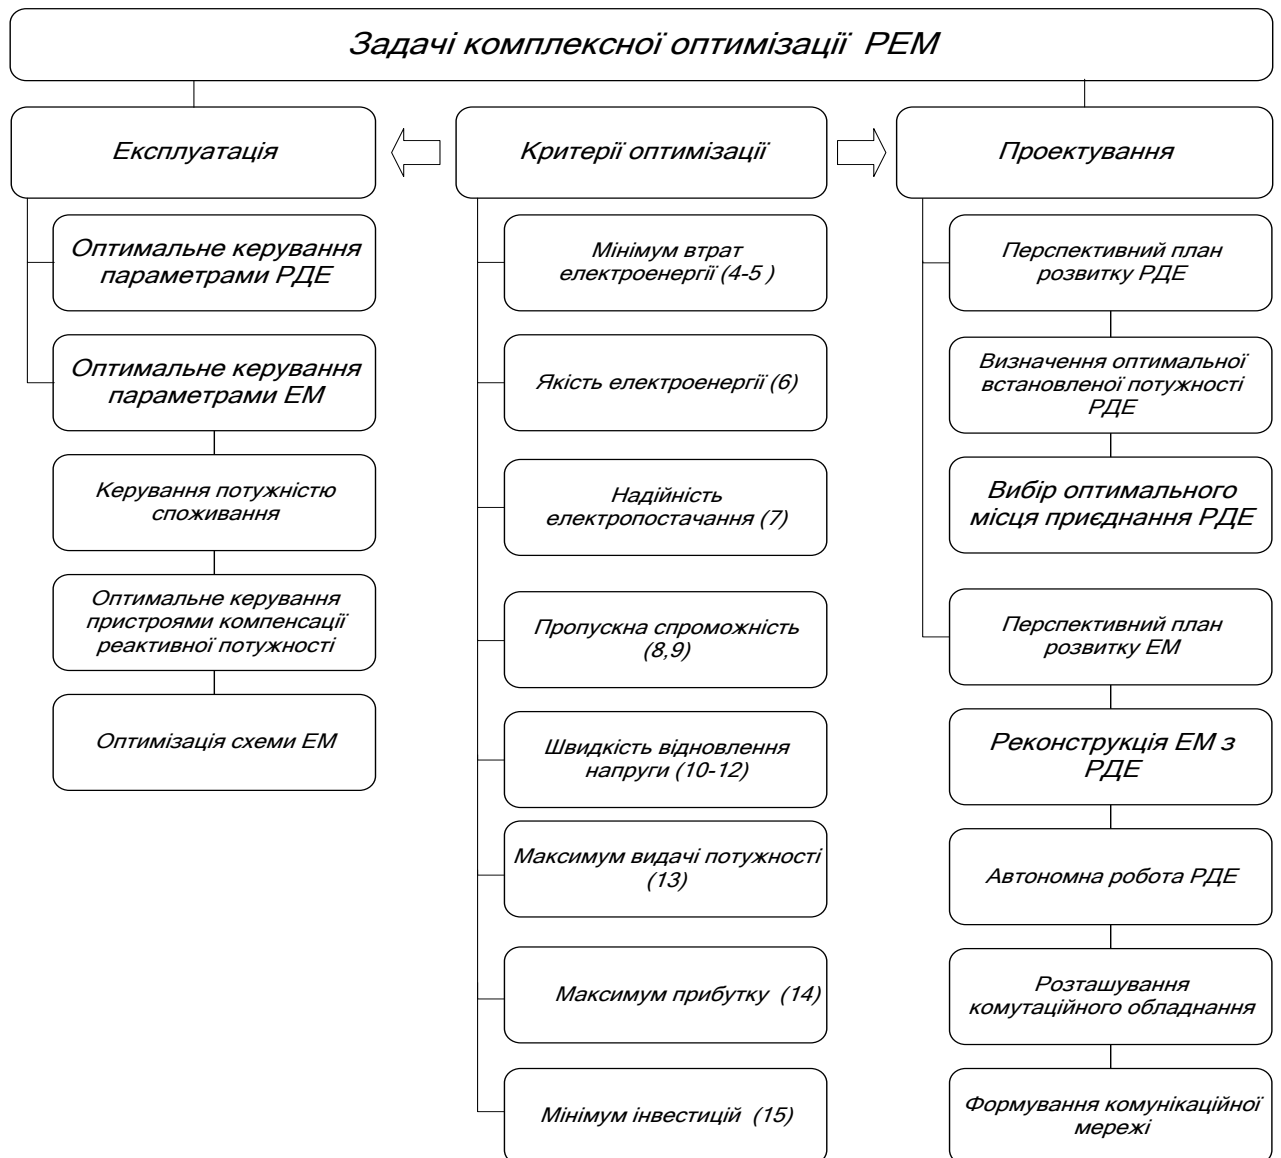 Задачі комплексної оптимізації РЕМ
Експлуатація
Оптимальне керування
параметрами РДЕ
Оптимальне керування
параметрами ЕМ
Керування потужністю
споживання
Оптимальне керування
пристроями компенсації
реактивної потужності
Оптимізація схеми ЕМ
Критерії оптимізації
Мінімум втрат
електроенергії (4-5 )
Якість електроенергії (6)
Надійність
електропостачання (7)
Пропускна спроможність
(8,9)
Швидкість відновлення
напруги (10-12)
Максимум видачі потужності
(13)
Максимум прибутку (14)
Мінімум інвестицій (15)
Проектування
Перспективний план
розвитку РДЕ
Визначення оптимальної
встановленої потужності
РДЕ
Вибір оптимального
місця приєднання РДЕ
Перспективний план
розвитку ЕМ
Реконструкція ЕМ з
РДЕ
Автономна робота РДЕ
Розташування
комутаційного обладнання
Формування комунікаційної
мережі